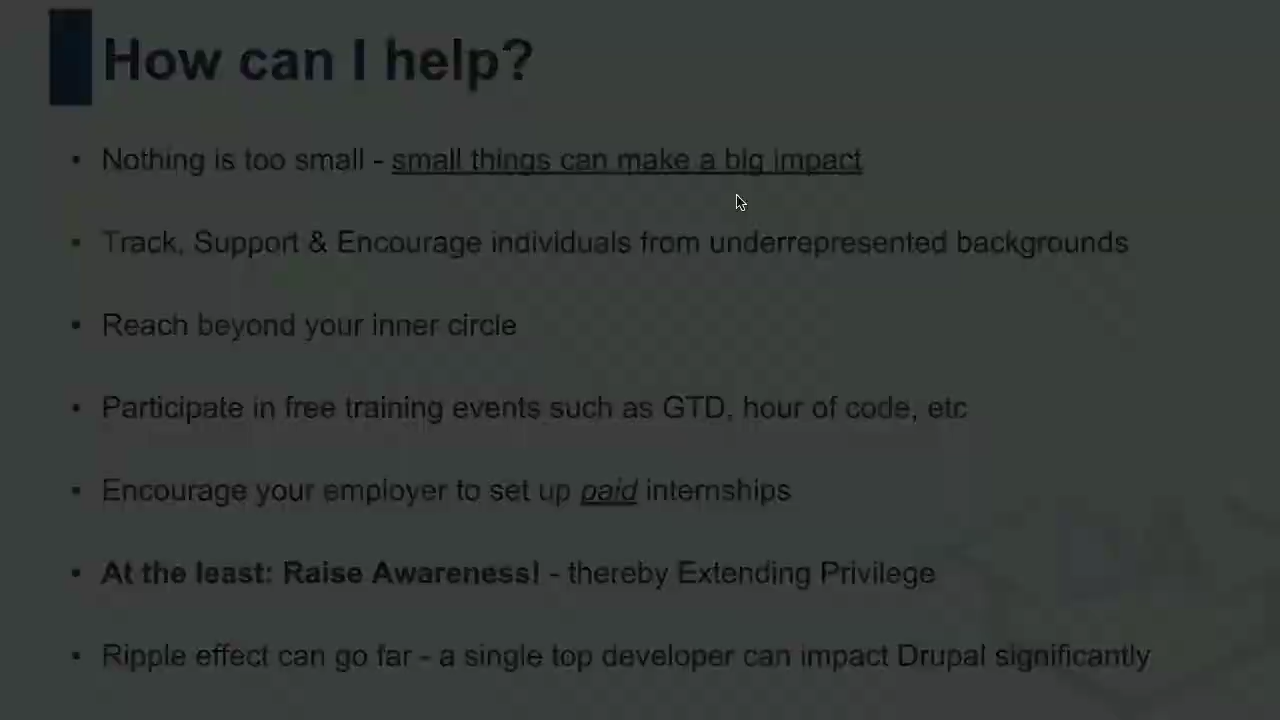 How can I help?
• Nothing is too small - small things can make a big impact
• Track, Support & Encourage individuals from underrepresented backgrounds
• Reach beyond your inner circle
• Participate in free training events such as GTD, hour of code, etc
• Encourage your employer to set up paid internships
• At the least: Raise Awareness! - thereby Extending Privilege
• Ripple effect can go far - a single top developer can impact Drupal significantly